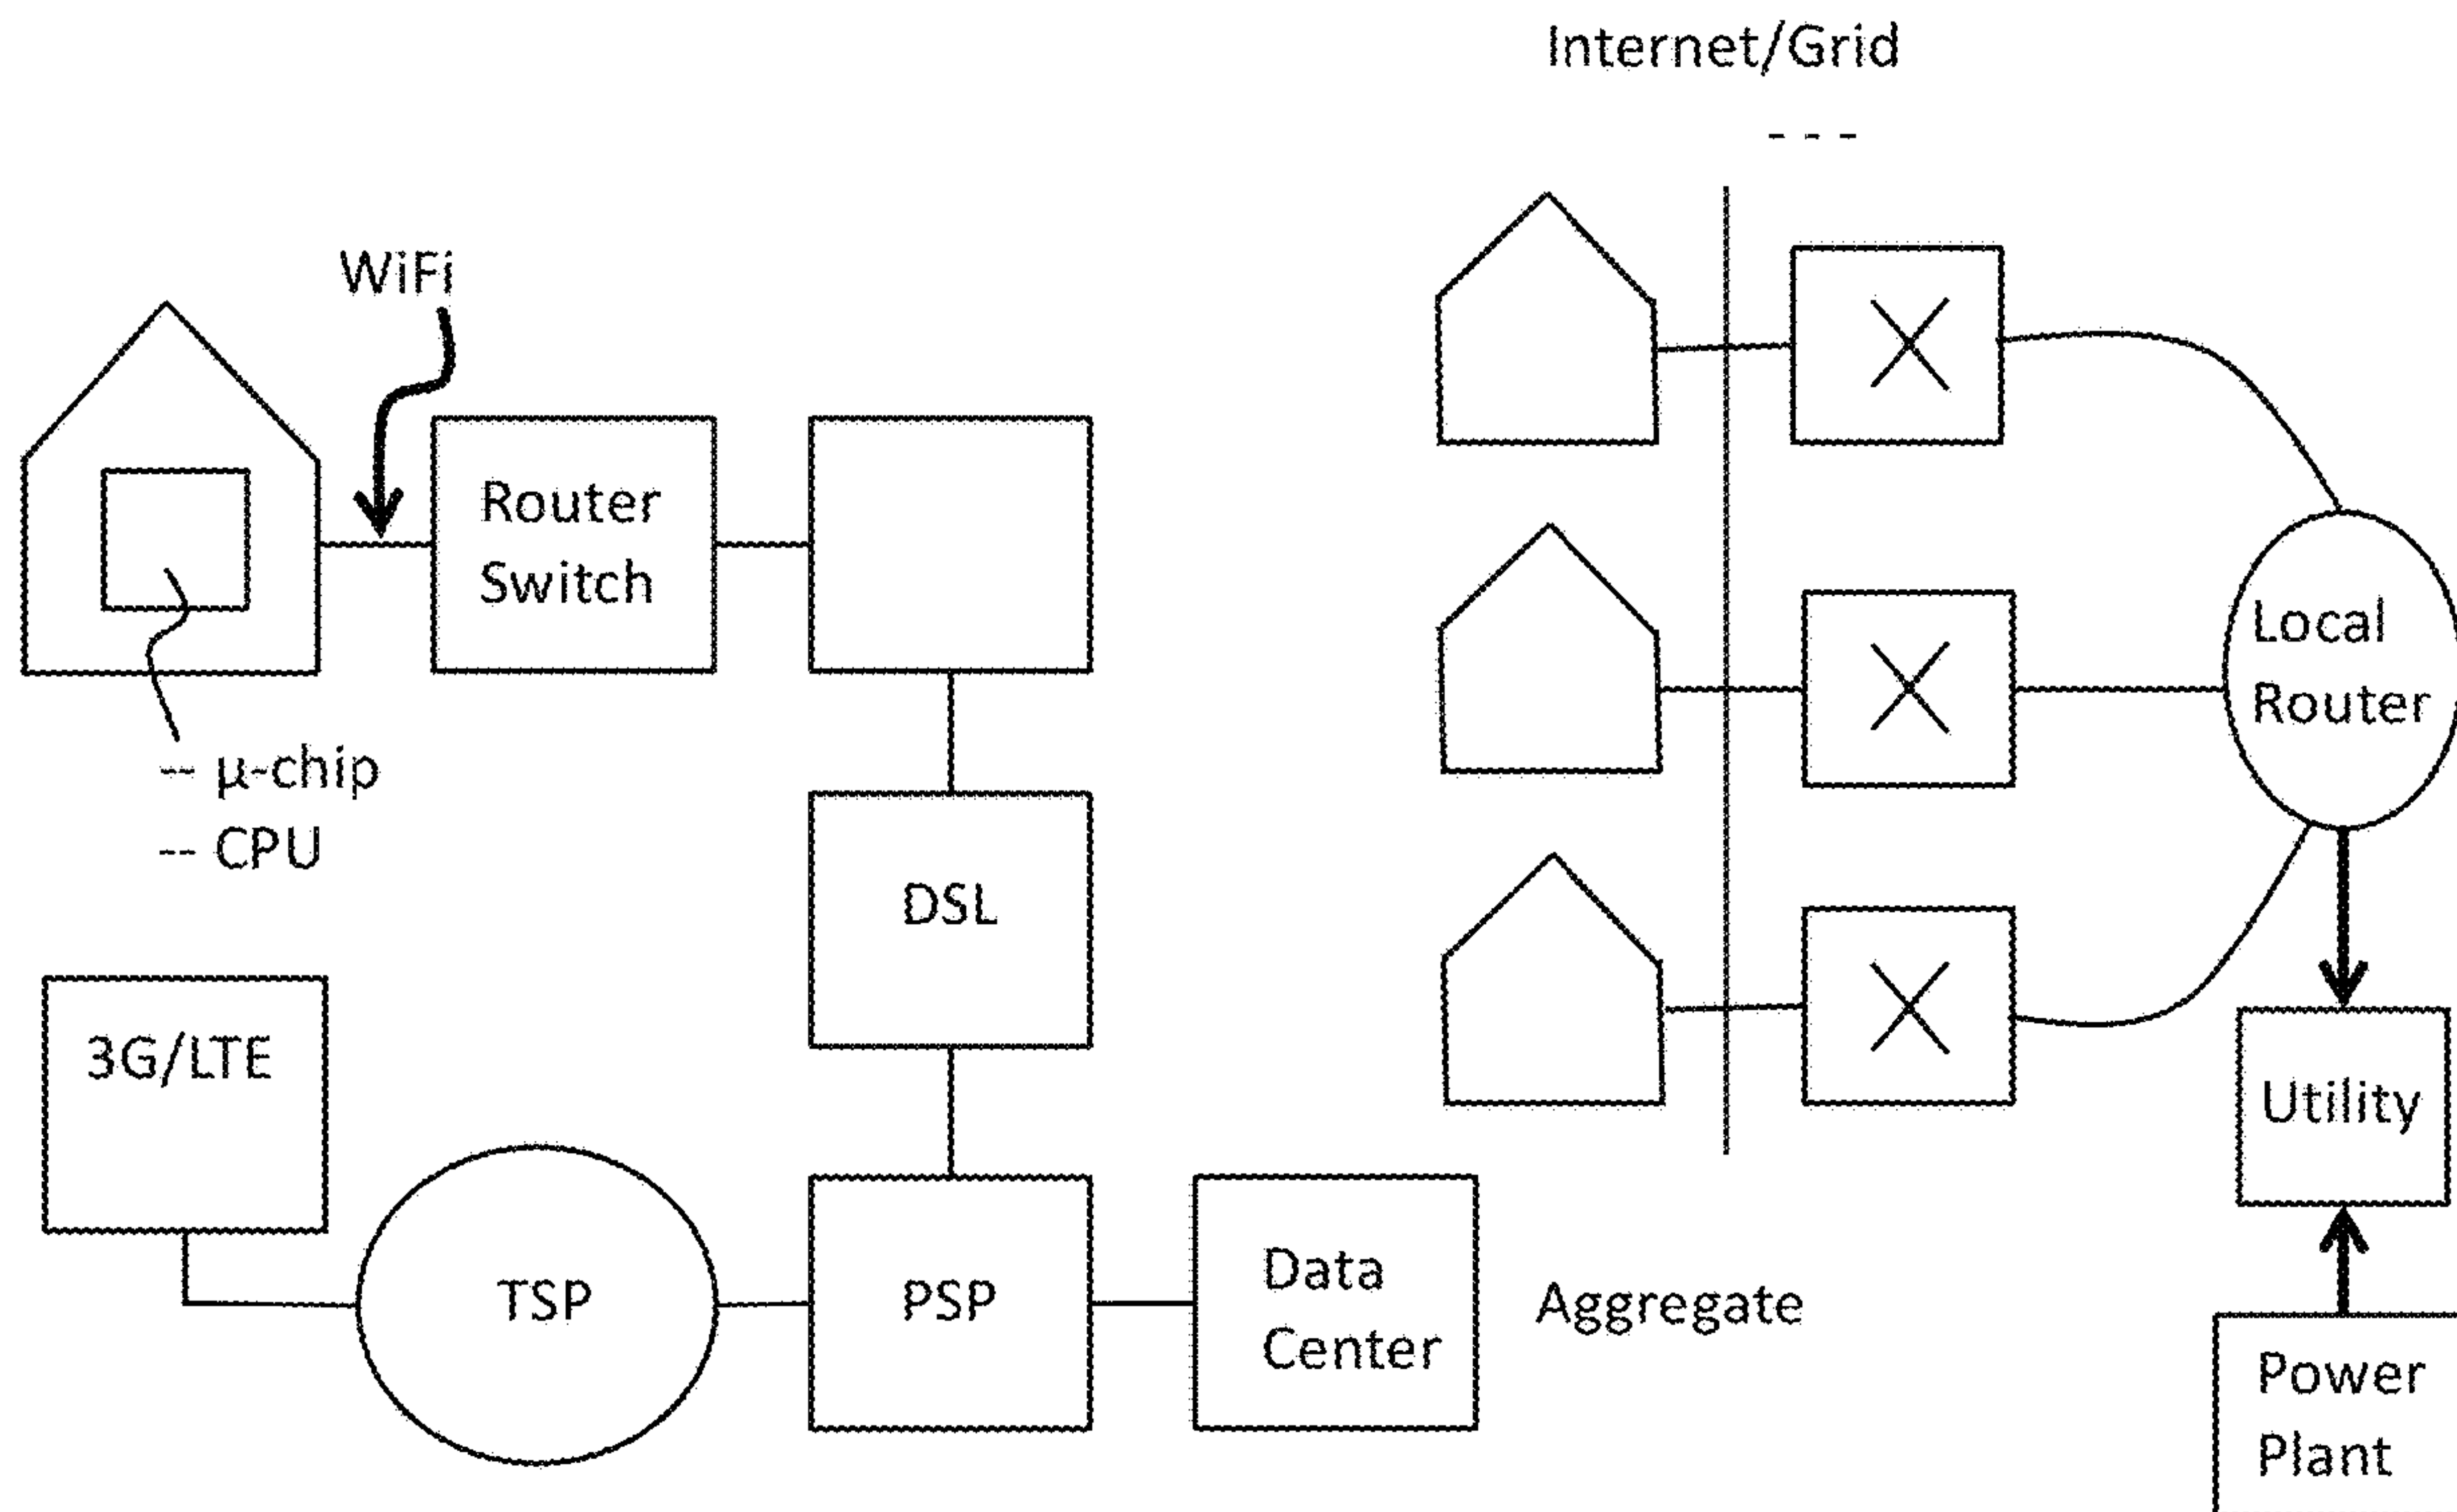 Internet/Grid
- - -
WiFi
Router
Switch
Local
Router
-- μ-chip
-- CPU
DSL
3G/LTE
Utility
TSP
PSP
Data
Center
Aggregate
Power
Plant